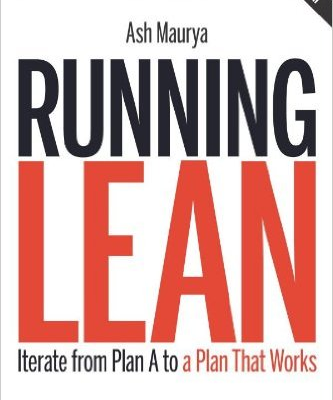 Ash Maurya
RUNNING
LEAN
Iterate from Plan A to a Plan That Works